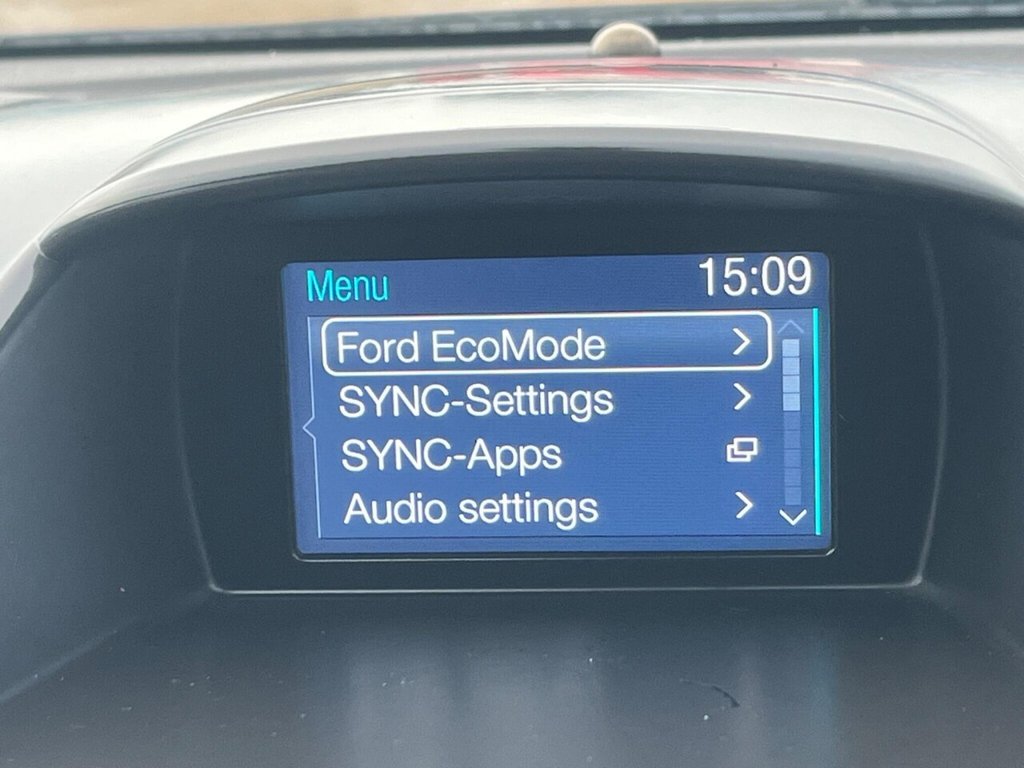 Menu 15:09
Ford EcoMode
SYNC-Settings
SYNC-Apps
Audio settings